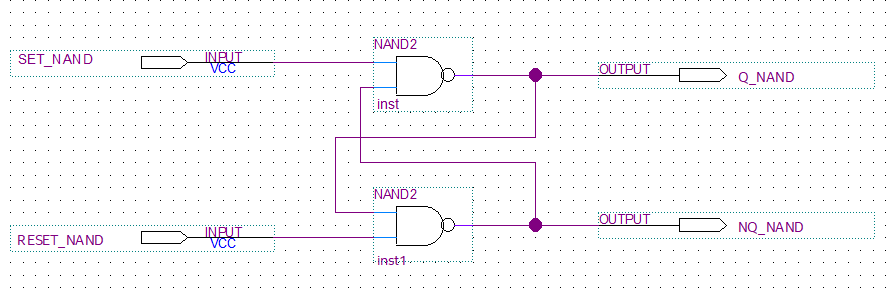 NAND2
SET_NAND
INPUT
VCC
OUTPUT
Q_NAND
inst
NAND2
RESET_NAND
INPUT
VCC
OUTPUT
NQ_NAND
inst1